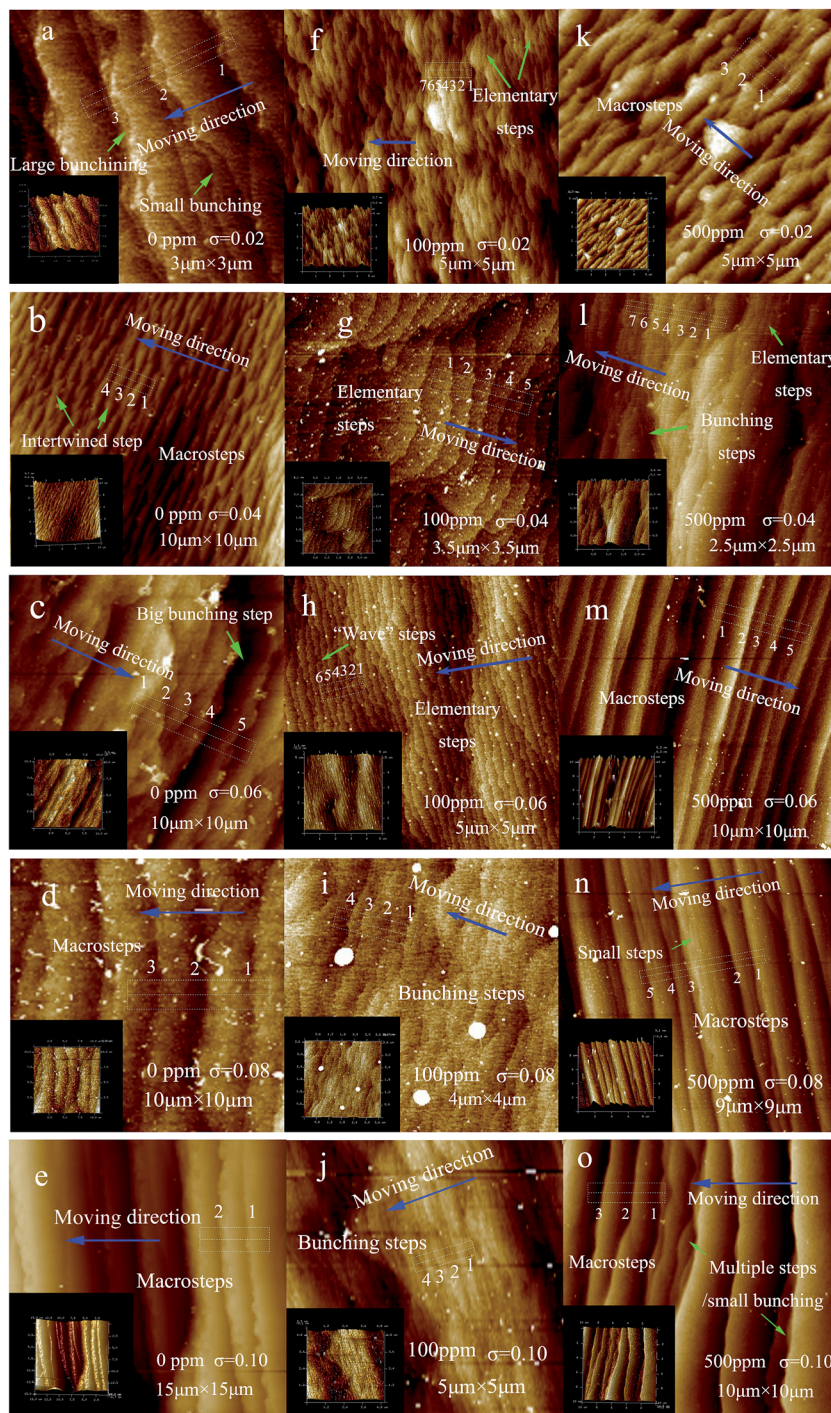 a
1
2
3
Moving direction
Large bunchining
Small bunching
0 ppm σ=0.02
3μm×3μm
f
7654321
Elementary
steps
Moving direction
100ppm σ=0.02
5μm×5μm
k
3
2
1
Macrosteps
Moving direction
500ppm σ=0.02
5μm×5μm
b
Moving direction
4 3 2 1
Intertwined step
Macrosteps
0 ppm σ=0.04
10μm×10μm
g
1 2 3 4 5
Elementary
steps
Moving direction
100ppm σ=0.04
3.5μm×3.5μm
l
7 6 5 4 3 2 1
Moving direction
Elementary
steps
Bunching
steps
500ppm σ=0.04
2.5μm×2.5μm
c
Big bunching step
Moving direction
1 2 3 4 5
0 ppm σ=0.06
10μm×10μm
h
“Wave” steps
654321
Moving direction
Elementary
steps
100ppm σ=0.06
5μm×5μm
m
1 2 3 4 5
Macrosteps
Moving direction
500ppm σ=0.06
10μm×10μm
d
Moving direction
Macrosteps
3 2 1
0 ppm σ=0.08
10μm×10μm
i
4 3 2 1
Moving direction
Bunching steps
100ppm σ=0.08
4μm×4μm
n
Moving direction
Small steps
5 4 3 2 1
Macrosteps
500ppm σ=0.08
9μm×9μm
e
2 1
Moving direction
Macrosteps
0 ppm σ=0.10
15μm×15μm
j
Moving direction
Bunching steps
4 3 2 1
100ppm σ=0.10
5μm×5μm
o
3 2 1
Moving direction
Macrosteps
Multiple steps
/small bunching
500ppm σ=0.10
10μm×10μm